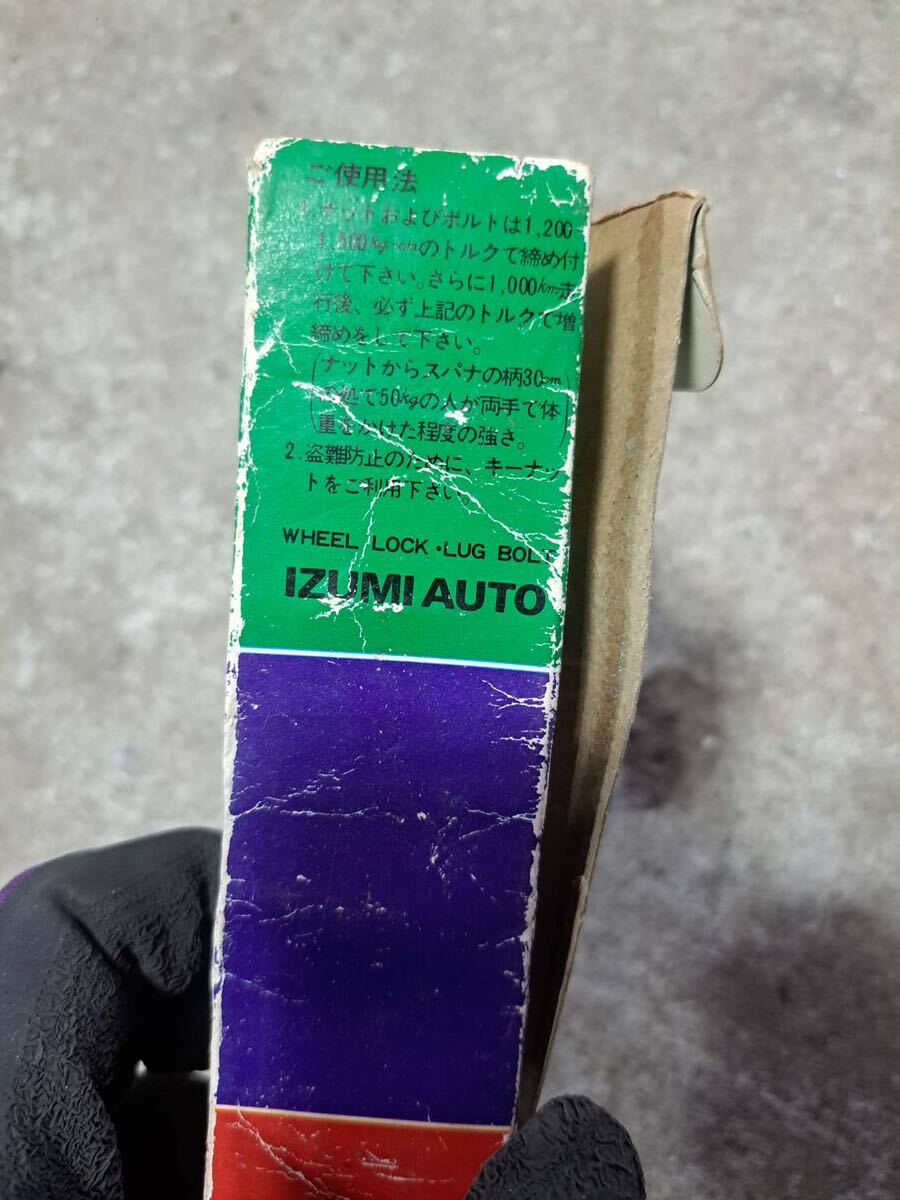 ご使用法
1.ナットおよびボルトは1,200-
1,500kg-cmのトルクで締め付
けて下さい。さらに1,000km走
行後、必ず上記のトルクで増
締めをして下さい。
(ナットからスパナの柄30cm
の処で50kgの人が両手で体
重をかけた程度の強さ。)
2.盗難防止のために、キーナッ
トをご利用下さい。
WHEEL LOCK・LUG BOLT
IZUMI AUTO